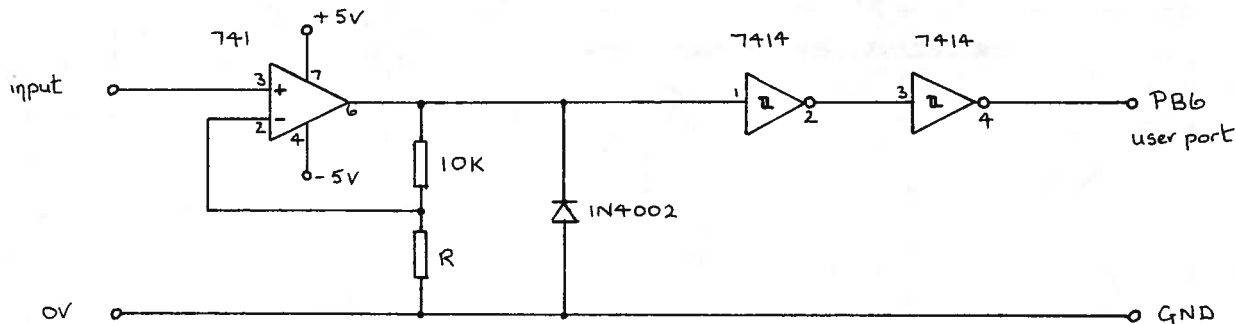 +5V
741
7414
7414
input
3
+
7
6
1
2
3
4
PB6
2
-
4
user port
-5V
10K
1N4002
R
0V
GND